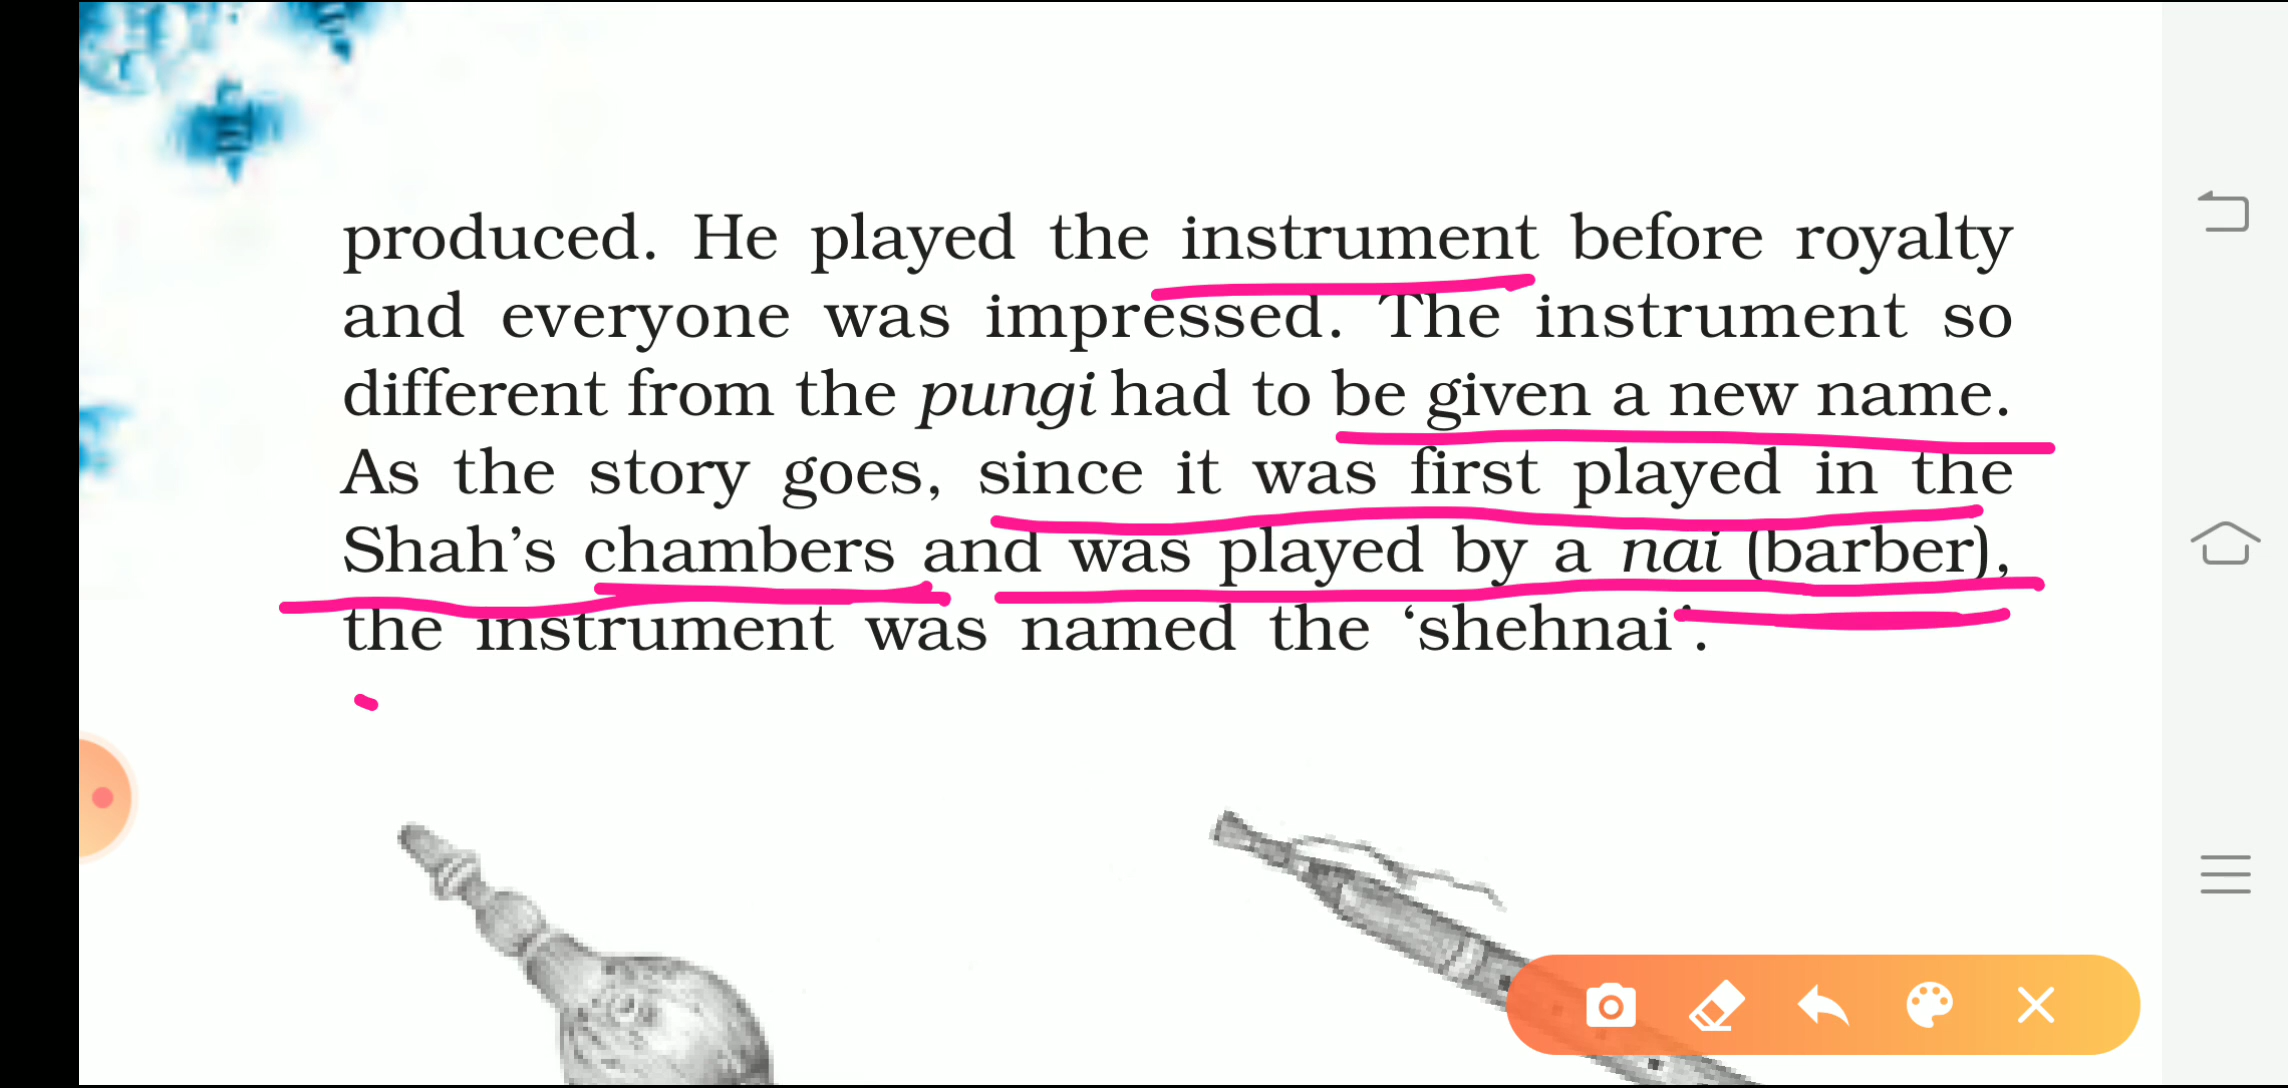 produced. He played the instrument before royalty
and everyone was impressed. The instrument so
different from the pungi had to be given a new name.
As the story goes, since it was first played in the
Shah’s chambers and was played by a nai (barber),
the instrument was named the ‘shehnai’.